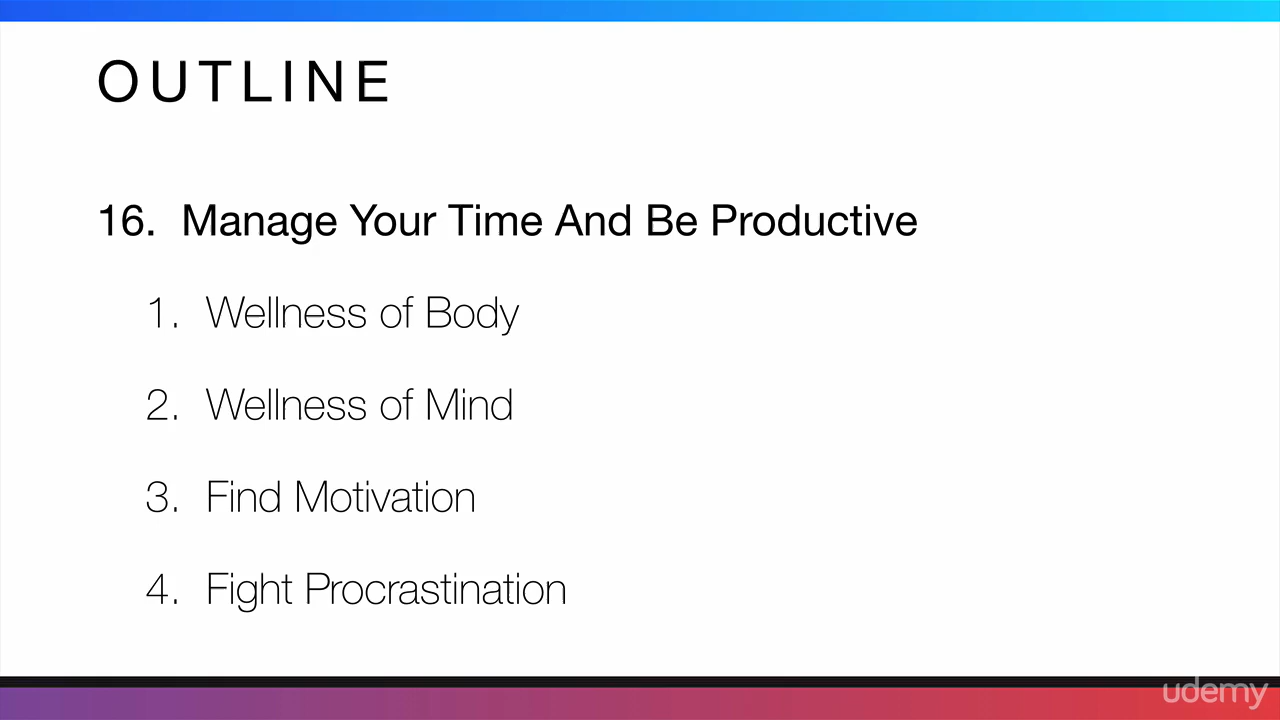 OUTLINE
16. Manage Your Time And Be Productive
1. Wellness of Body
2. Wellness of Mind
3. Find Motivation
4. Fight Procrastination
udemy